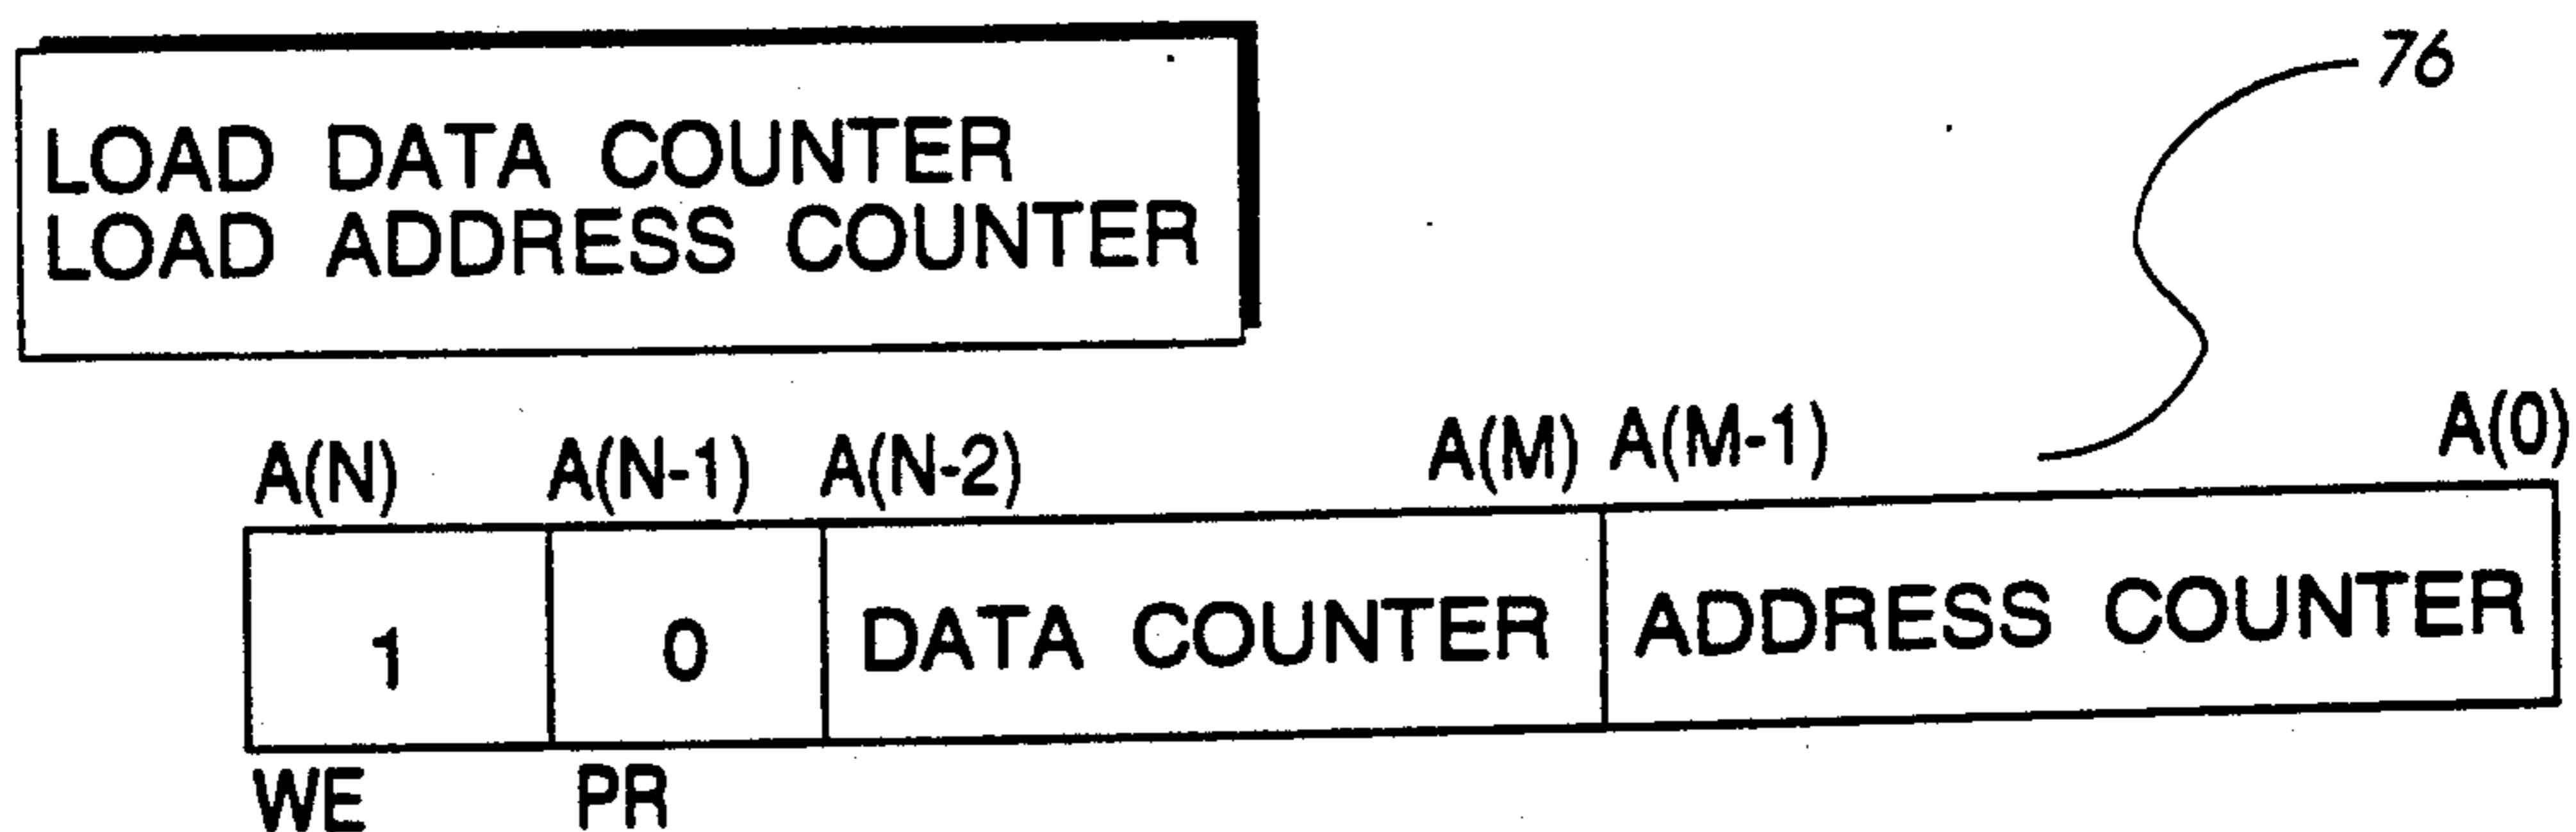 76
LOAD DATA COUNTER
LOAD ADDRESS COUNTER
A(N) A(N-1) A(N-2) A(M) A(M-1) A(0)
1 0 DATA COUNTER ADDRESS COUNTER
WE PR